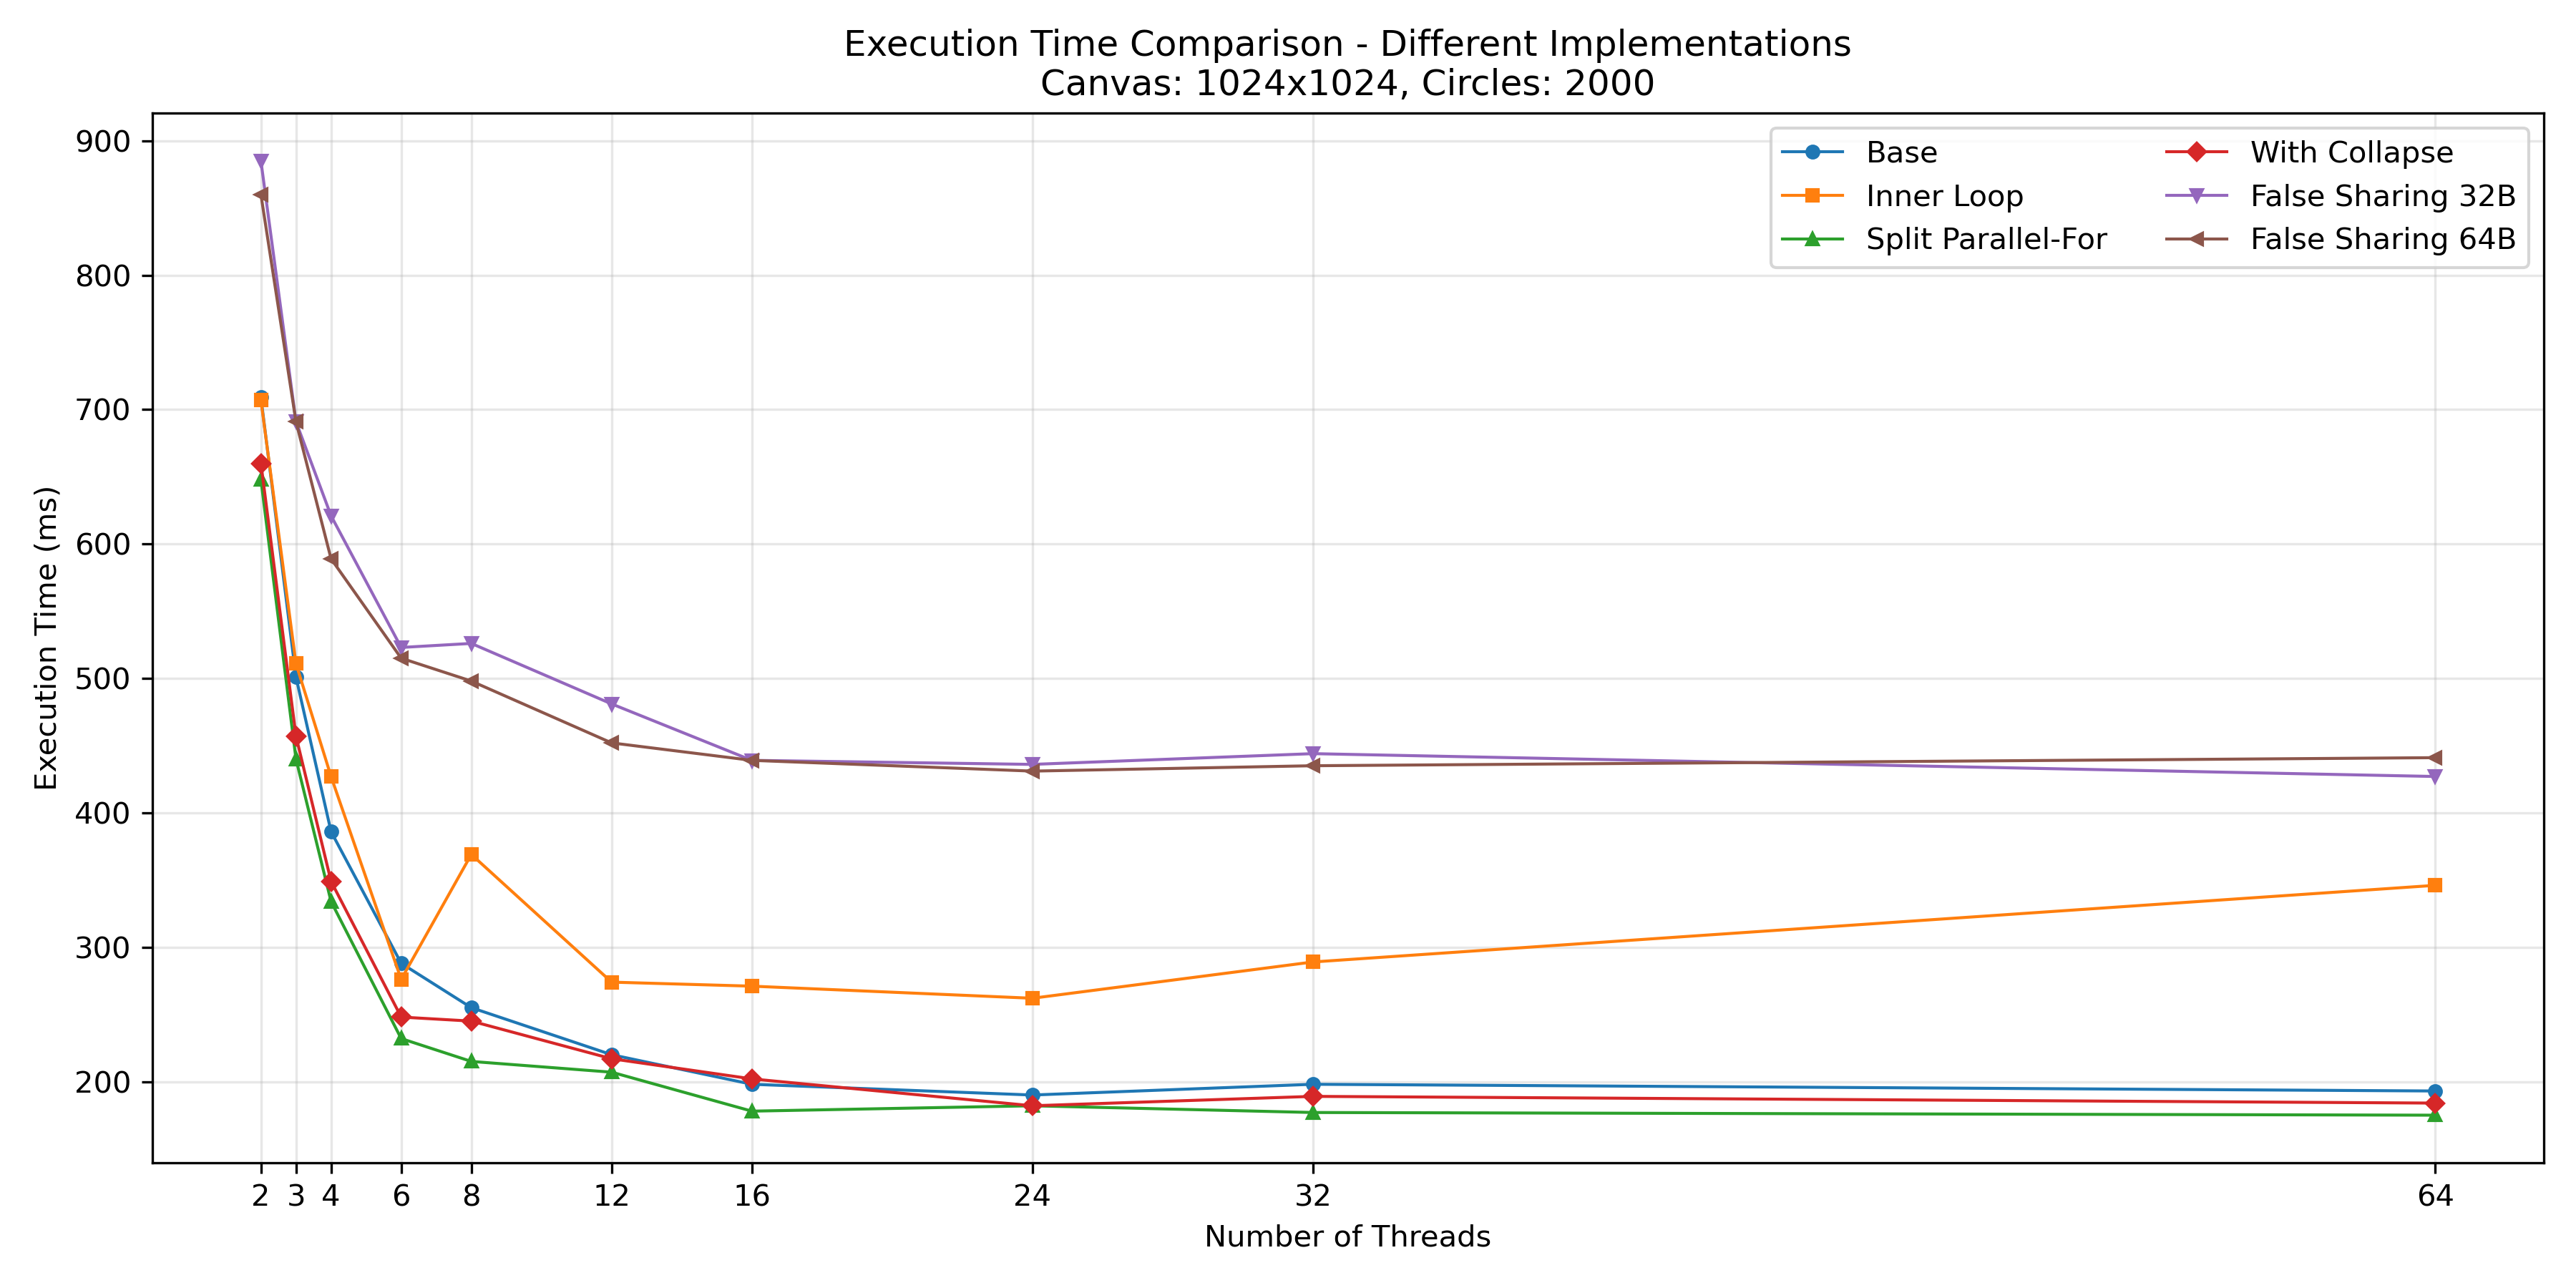 Execution Time Comparison - Different Implementations
Canvas: 1024x1024, Circles: 2000
Base
Inner Loop
Split Parallel-For
With Collapse
False Sharing 32B
False Sharing 64B
Execution Time (ms)
900
800
700
600
500
400
300
200
2 3 4 6 8 12 16 24 32 64
Number of Threads